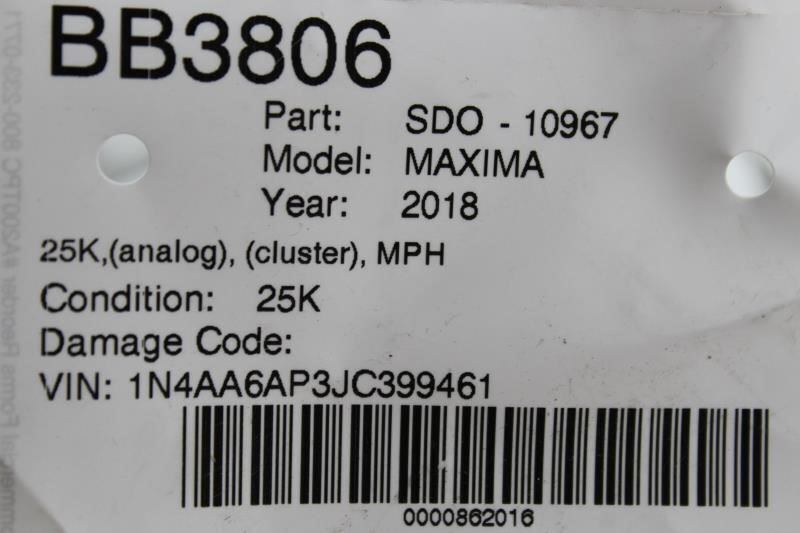 BB3806
Part: SDO - 10967
Model: MAXIMA
Year: 2018
25K,(analog), (cluster), MPH
Condition: 25K
Damage Code:
VIN: 1N4AA6AP3JC399461
0000862016